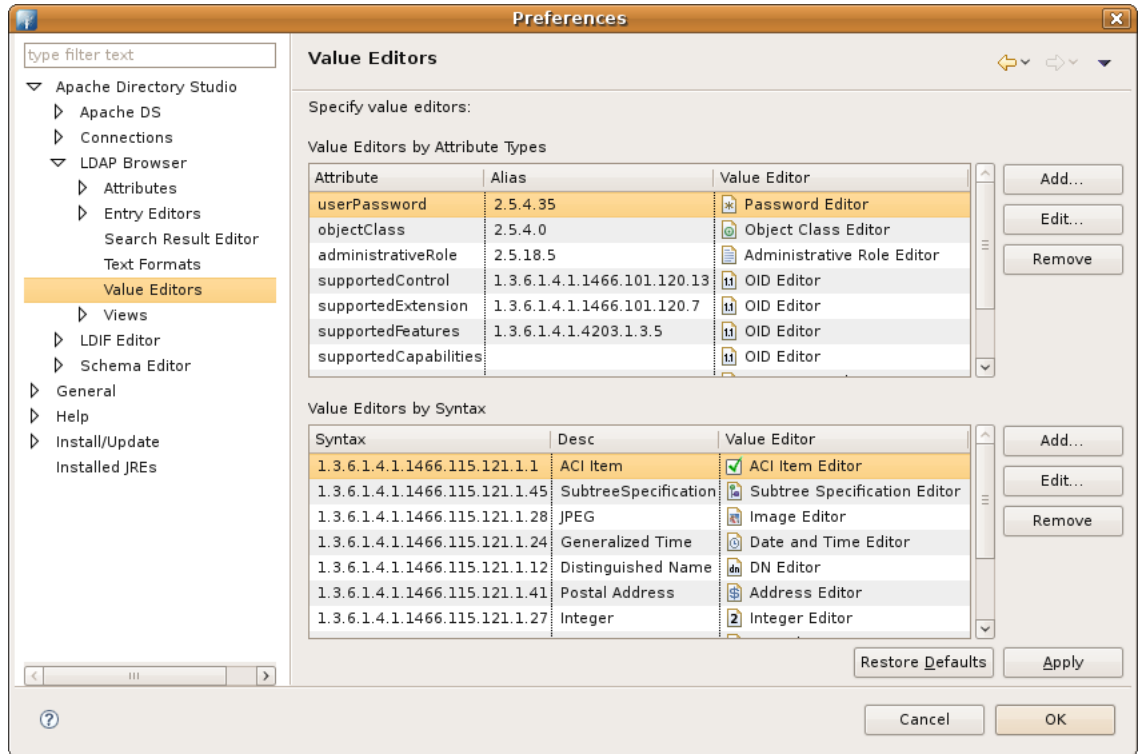 Preferences
type filter text
Apache Directory Studio
Apache DS
Connections
LDAP Browser
Attributes
Entry Editors
Search Result Editor
Text Formats
Value Editors
Views
LDIF Editor
Schema Editor
General
Help
Install/Update
Installed JREs
Value Editors
Specify value editors:
Value Editors by Attribute Types
Attribute Alias Value Editor
userPassword 2.5.4.35 Password Editor
objectClass 2.5.4.0 Object Class Editor
administrativeRole 2.5.18.5 Administrative Role Editor
supportedControl 1.3.6.1.4.1.1466.101.120.13 OID Editor
supportedExtension 1.3.6.1.4.1.1466.101.120.7 OID Editor
supportedFeatures 1.3.6.1.4.1.4203.1.3.5 OID Editor
supportedCapabilities OID Editor
Add...
Edit...
Remove
Value Editors by Syntax
Syntax Desc Value Editor
1.3.6.1.4.1.1466.115.121.1.1 ACI Item ACI Item Editor
1.3.6.1.4.1.1466.115.121.1.45 SubtreeSpecification Subtree Specification Editor
1.3.6.1.4.1.1466.115.121.1.28 JPEG Image Editor
1.3.6.1.4.1.1466.115.121.1.24 Generalized Time Date and Time Editor
1.3.6.1.4.1.1466.115.121.1.12 Distinguished Name DN Editor
1.3.6.1.4.1.1466.115.121.1.41 Postal Address Address Editor
1.3.6.1.4.1.1466.115.121.1.27 Integer Integer Editor
Add...
Edit...
Remove
Restore Defaults Apply
Cancel OK